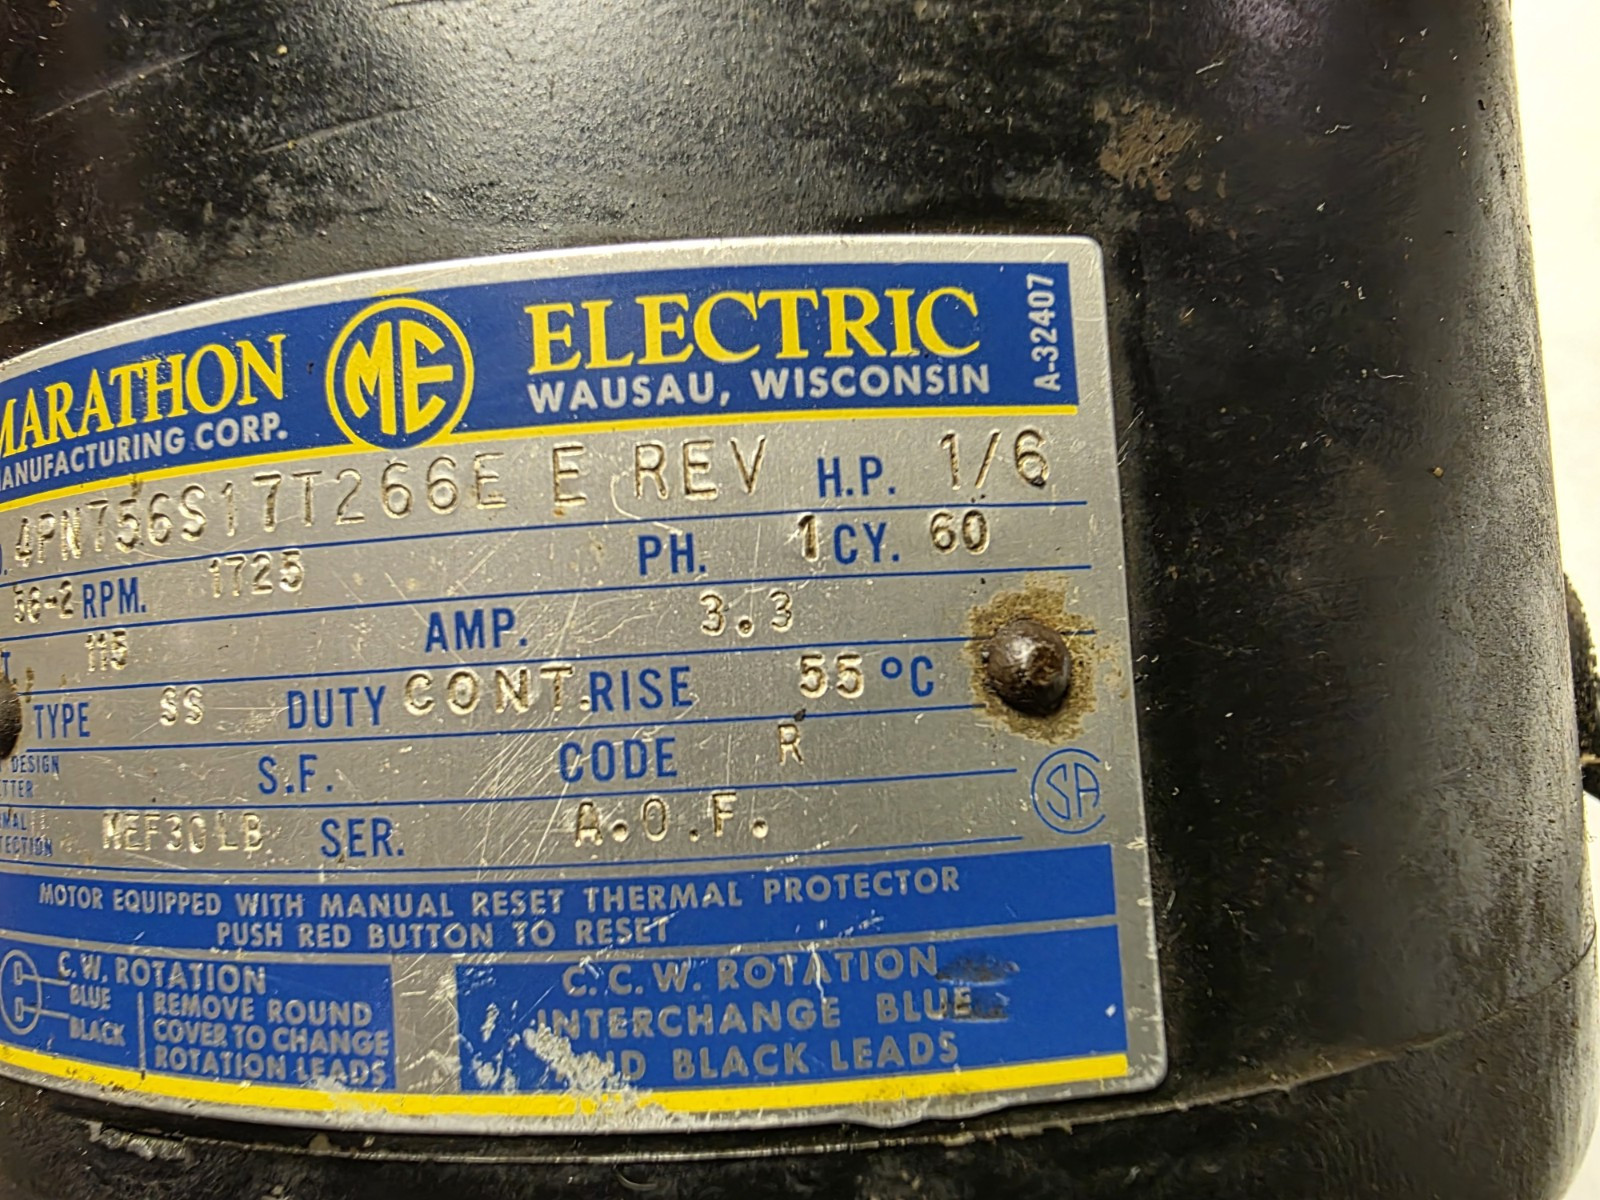 MARATHON ME ELECTRIC
MANUFACTURING CORP. WAUSAU, WISCONSIN A-32407
4PN756S17T266E E REV H.P. 1/6
56-2 RPM. 1725 PH. 1 CY. 60
115 AMP. 3.3
TYPE SS DUTY CONT. RISE 55 °C
DESIGN S.F. CODE R
MEF30LB SER. A.O.F. SA
MOTOR EQUIPPED WITH MANUAL RESET THERMAL PROTECTOR
PUSH RED BUTTON TO RESET
C.W. ROTATION
BLUE
BLACK
REMOVE ROUND
COVER TO CHANGE
ROTATION LEADS
C.C.W. ROTATION
INTERCHANGE BLUE
AND BLACK LEADS